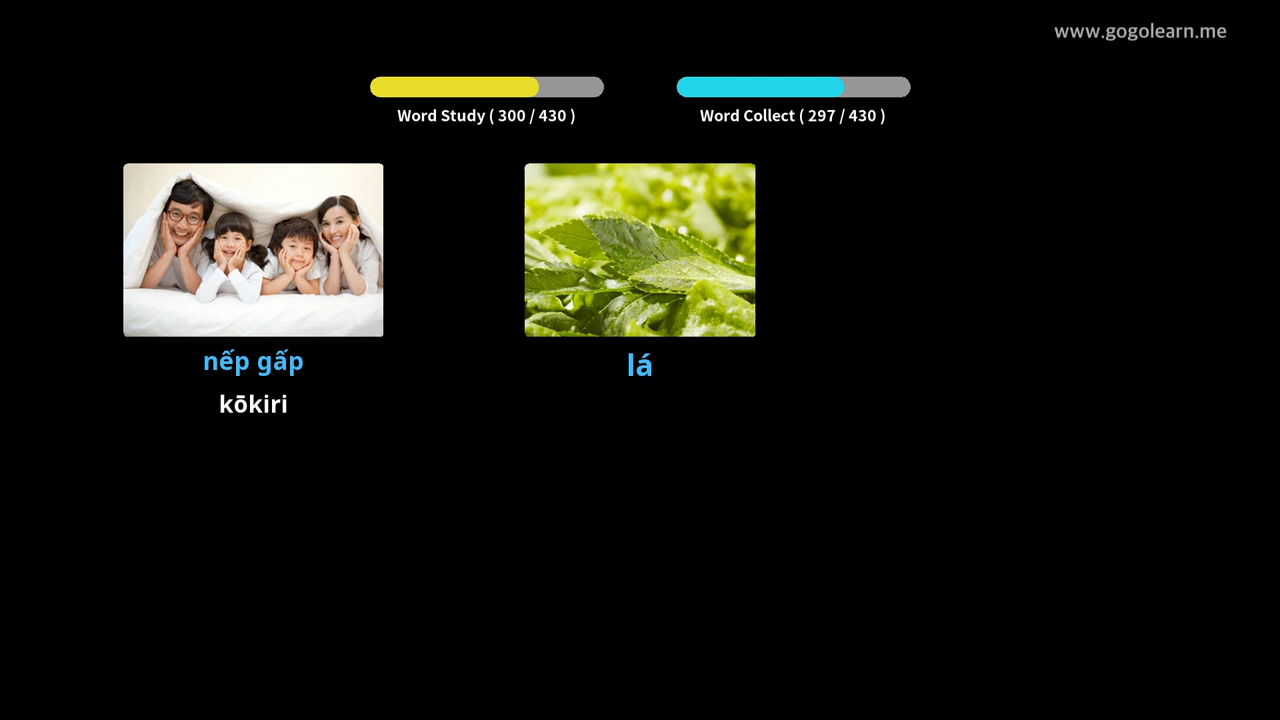 www.gogolearn.me
Word Study ( 300 / 430 )
Word Collect ( 297 / 430 )
nếp gấp
kōkiri
lá